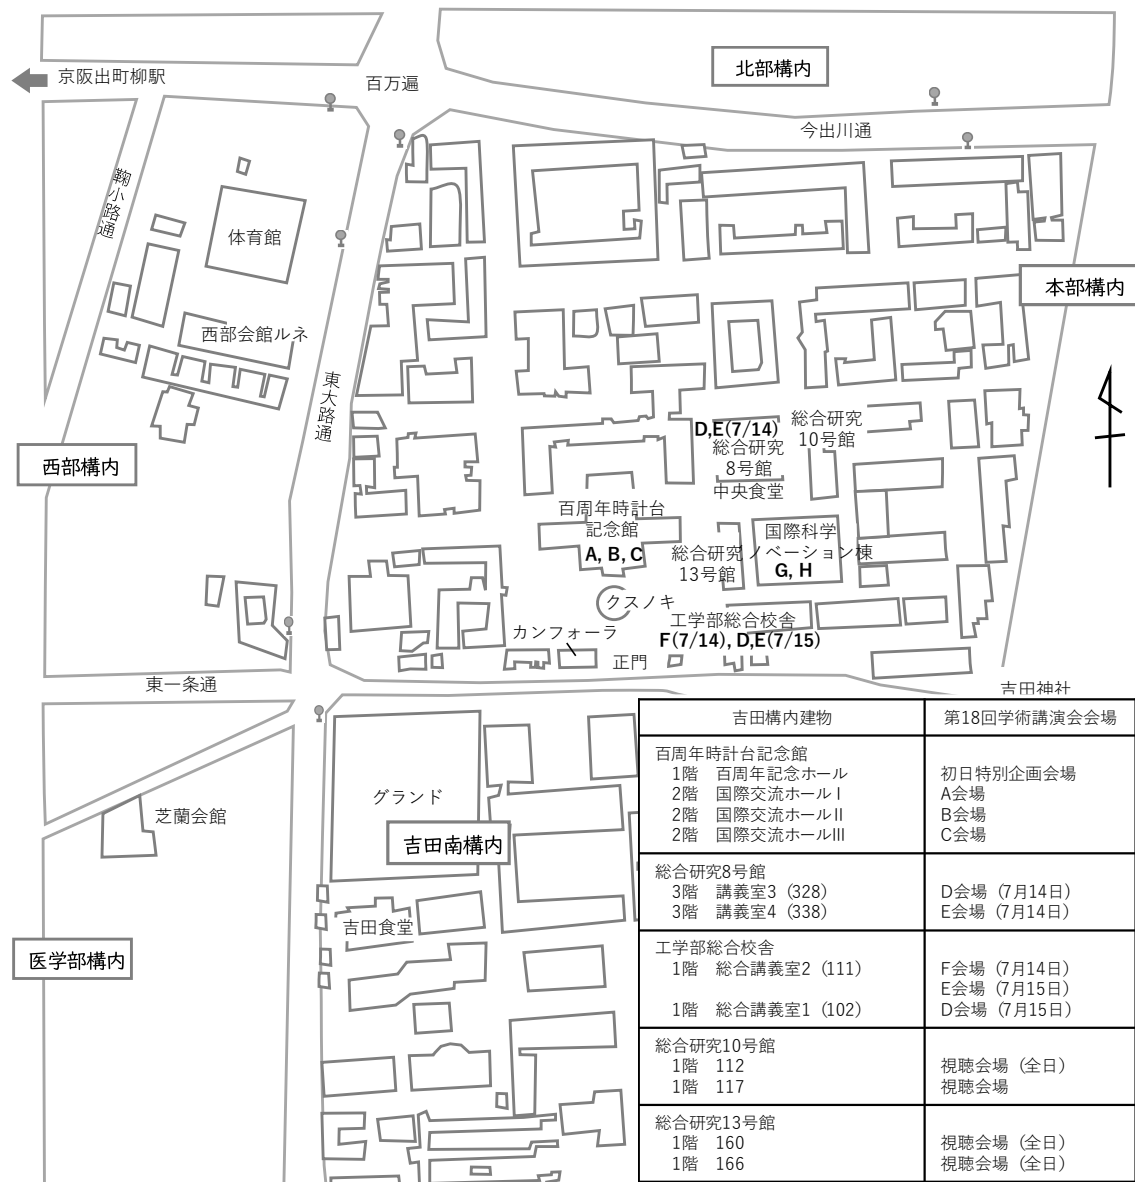 北部構内
京阪出町柳駅
百万遍
今出川通
鞠小路通
体育館
本部構内
西部会館ルネ
東大路通
D,E(7/14)
総合研究
8号館
中央食堂
総合研究
10号館
西部構内
百周年時計台
記念館
A, B, C
国際科学
ノベーション棟
G, H
総合研究
13号館
クスノキ
工学部総合校舎
F(7/14), D,E(7/15)
カンフォーラ
正門
東一条通
吉田神社
グランド
芝蘭会館
吉田南構内
吉田食堂
医学部構内
吉田構内建物 第18回学術講演会会場
百周年時計台記念館
1階 百周年記念ホール 初日特別企画会場
2階 国際交流ホールI A会場
2階 国際交流ホールII B会場
2階 国際交流ホールIII C会場
総合研究8号館
3階 講義室3（328） D会場（7月14日）
3階 講義室4（338） E会場（7月14日）
工学部総合校舎
1階 総合講義室2（111） F会場（7月14日）
E会場（7月15日）
1階 総合講義室1（102） D会場（7月15日）
総合研究10号館
1階 112 視聴会場（全日）
1階 117 視聴会場
総合研究13号館
1階 160 視聴会場（全日）
1階 166 視聴会場（全日）